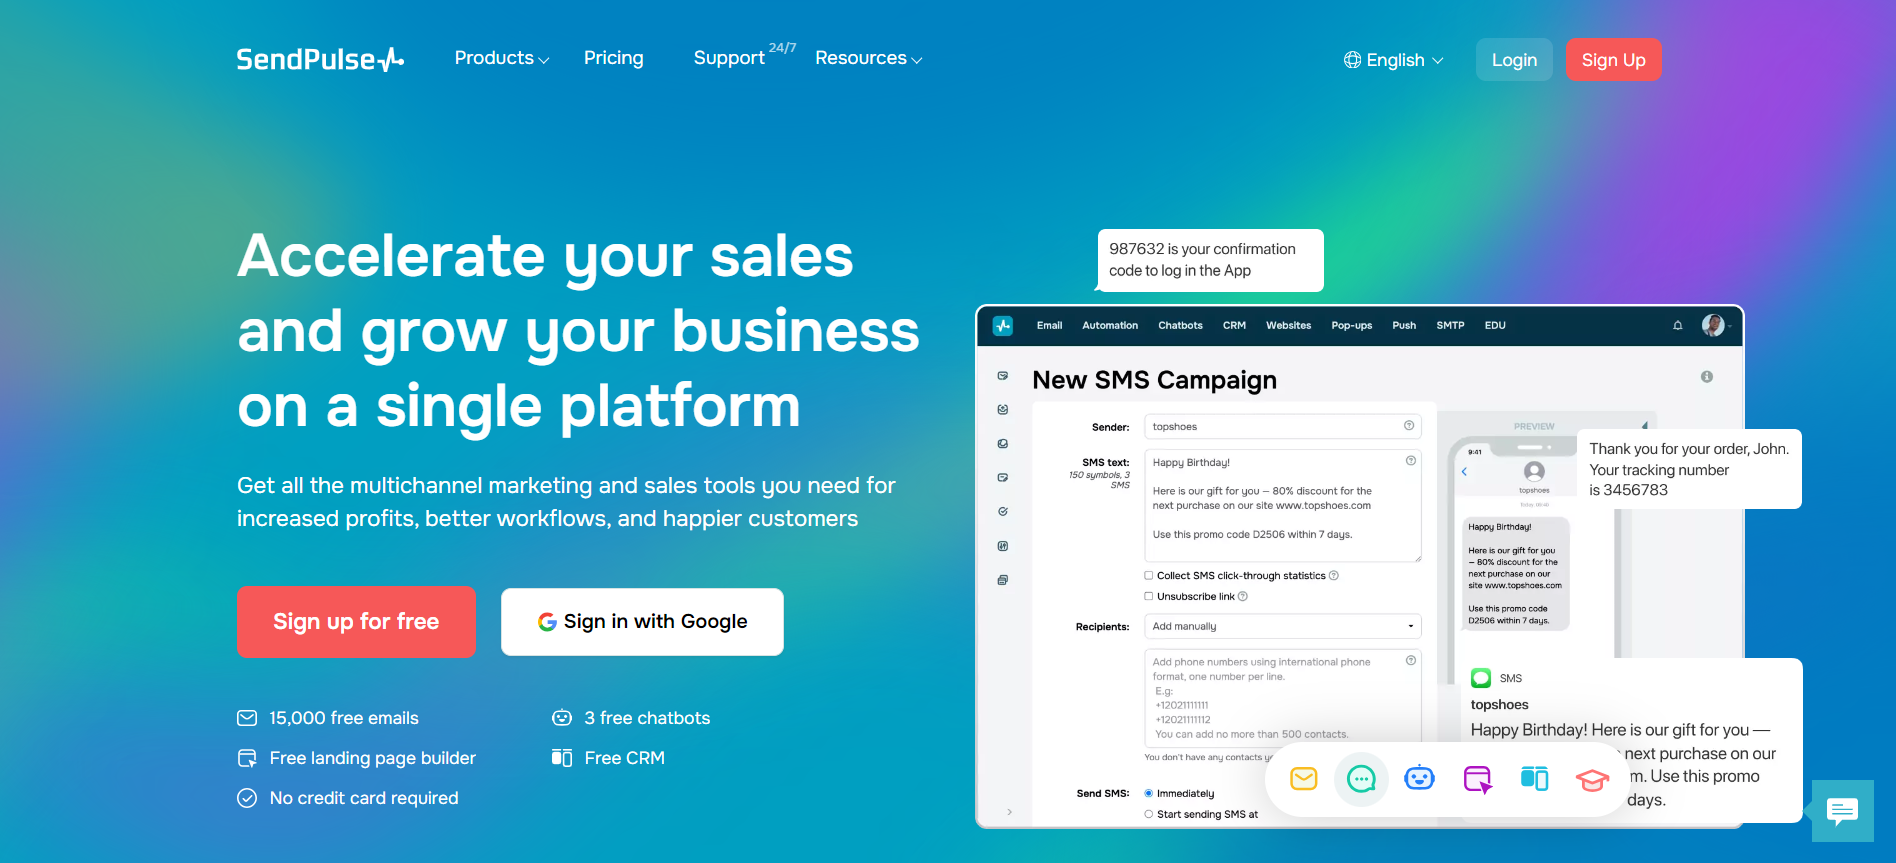 SendPulse
Products
Pricing
Support 24/7
Resources
English
Login
Sign Up
Accelerate your sales
and grow your business
on a single platform
Get all the multichannel marketing and sales tools you need for
increased profits, better workflows, and happier customers
Sign up for free
Sign in with Google
15,000 free emails
3 free chatbots
Free landing page builder
Free CRM
No credit card required
987632 is your confirmation
code to log in the App
Email
Automation
Chatbots
CRM
Websites
Pop-ups
Push
SMTP
EDU
New SMS Campaign
Sender:
topshoes
SMS text:
150 symbols, 3
SMS
Happy Birthday!
Here is our gift for you – 80% discount for the
next purchase on our site www.topshoes.com
Use this promo code D2506 within 7 days.
Collect SMS click-through statistics
Unsubscribe link
Recipients:
Add manually
Add phone numbers using international phone
format, one number per line.
E.g:
+12021111111
+12021111112
You can add no more than 500 contacts.
You don't have any contacts
Send SMS:
Immediately
Start sending SMS at
PREVIEW
9:41
topshoes
Happy Birthday!
Here is our gift for you
– 80% discount for the
next purchase on our
site www.topshoes.com
Use this promo code
D2506 within 7 days.
Thank you for your order, John.
Your tracking number
is 3456783
SMS
topshoes
Happy Birthday! Here is our gift for you —
next purchase on our
m. Use this promo
days.